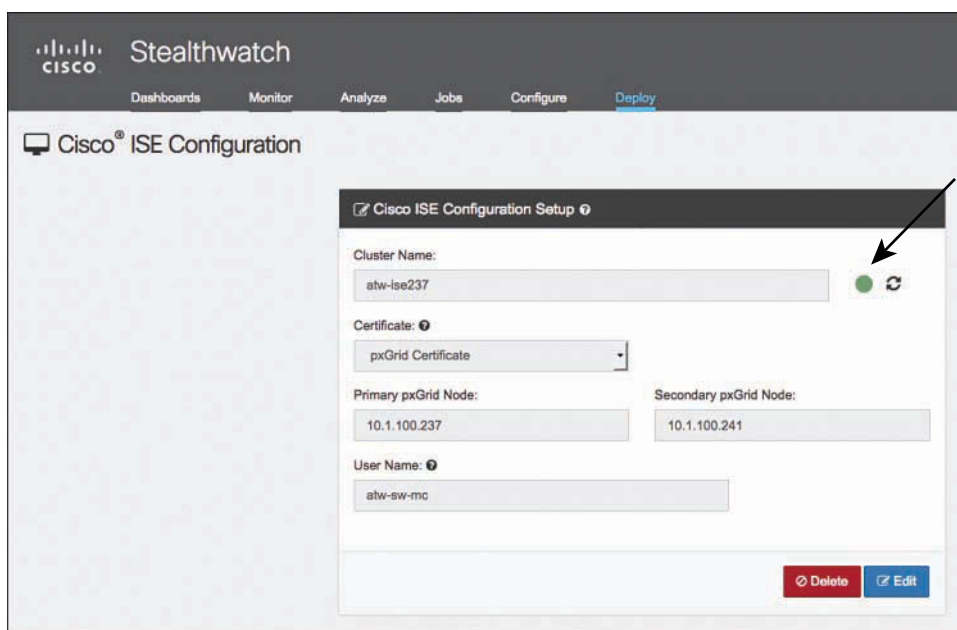 Stealthwatch
CISCO
Dashboards Monitor Analyze Jobs Configure Deploy
Cisco® ISE Configuration
Cisco ISE Configuration Setup
Cluster Name:
atw-ise237
Certificate:
pxGrid Certificate
Primary pxGrid Node: Secondary pxGrid Node:
10.1.100.237 10.1.100.241
User Name:
atw-sw-mc
Delete Edit